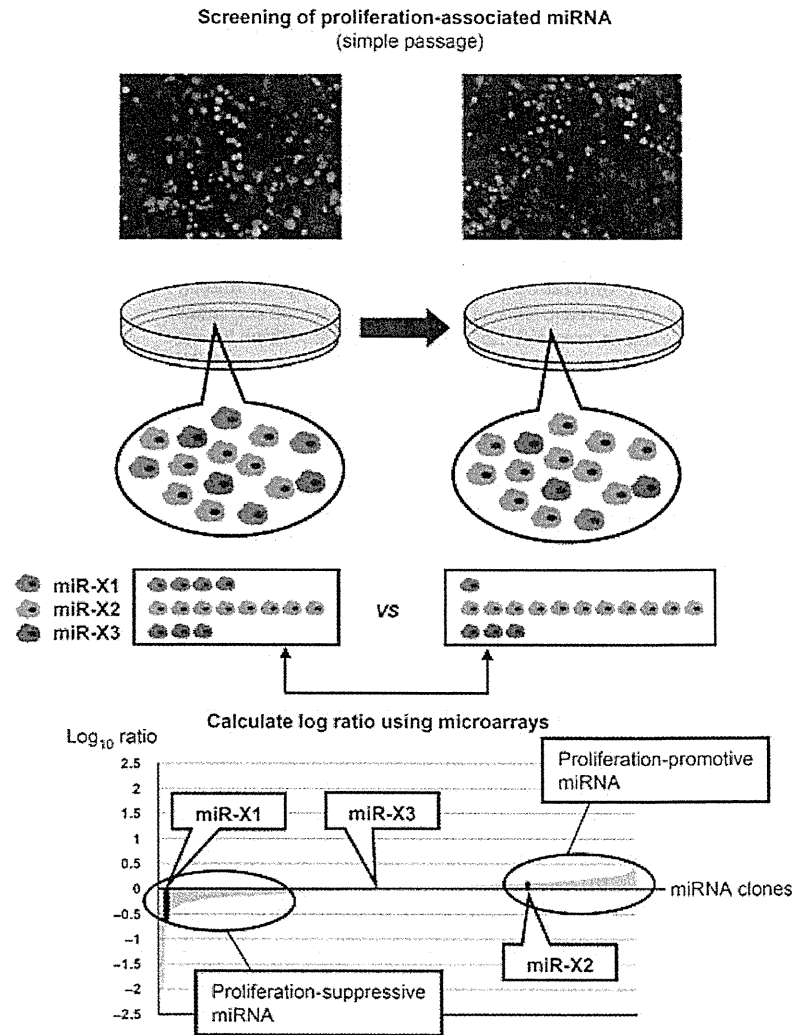 Screening of proliferation-associated miRNA
(simple passage)
miR-X1
miR-X2
miR-X3
vs
Calculate log ratio using microarrays
Log10 ratio
2.5
2
1.5
1
0.5
0
−0.5
−1
−1.5
−2
−2.5
miR-X1
miR-X3
Proliferation-promotive
miRNA
miRNA clones
miR-X2
Proliferation-suppressive
miRNA